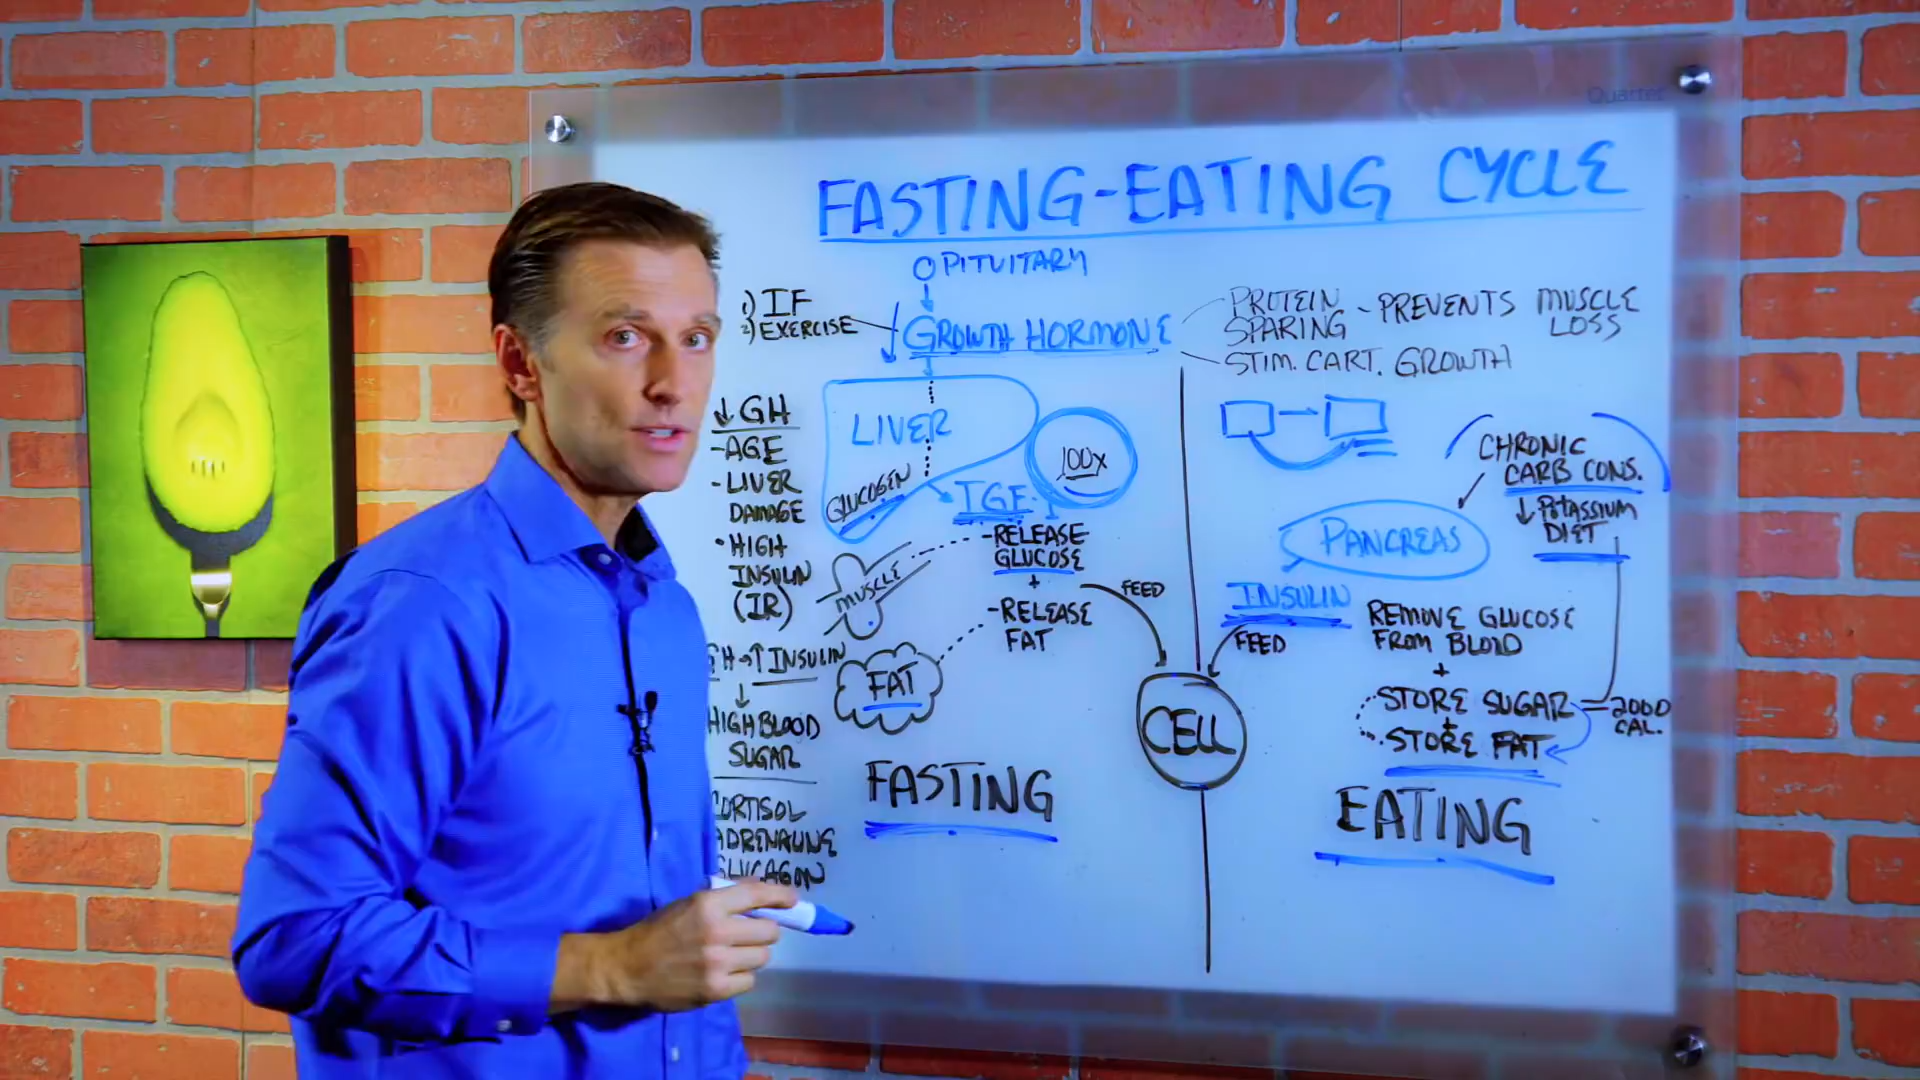 Quartet
FASTING-EATING CYCLE
PITUITARY
1) IF
2) EXERCISE
GROWTH HORMONE
PROTEIN
SPARING - PREVENTS MUSCLE
LOSS
STIM. CART. GROWTH
↓GH
-AGE
-LIVER
DAMAGE
•HIGH
INSULIN
(IR)
LIVER
GLUCOGEN
100x
IGF
-RELEASE
GLUCOSE
+
-RELEASE
FAT
MUSCLE
FAT
FEED
H→↑INSULIN
↓
HIGH BLOOD
SUGAR
CORTISOL
ADRENALINE
GLUCAGON
FASTING
CELL
CHRONIC
CARB CONS.
↓POTASSIUM
DIET
PANCREAS
INSULIN
FEED
REMOVE GLUCOSE
FROM BLOOD
+
STORE SUGAR = 2000
CAL.
&
STORE FAT
EATING